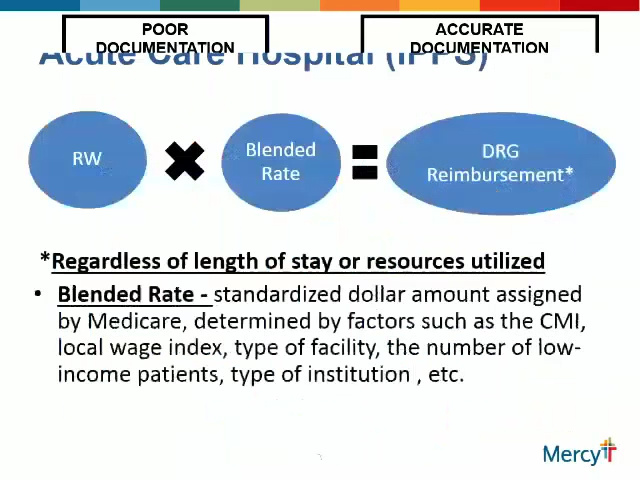 POOR
DOCUMENTATION
ACCURATE
DOCUMENTATION
Acute Care Hospital (IPPS)
RW
Blended
Rate
DRG
Reimbursement*
*Regardless of length of stay or resources utilized
• Blended Rate - standardized dollar amount assigned
by Medicare, determined by factors such as the CMI,
local wage index, type of facility, the number of low-
income patients, type of institution , etc.
Mercy